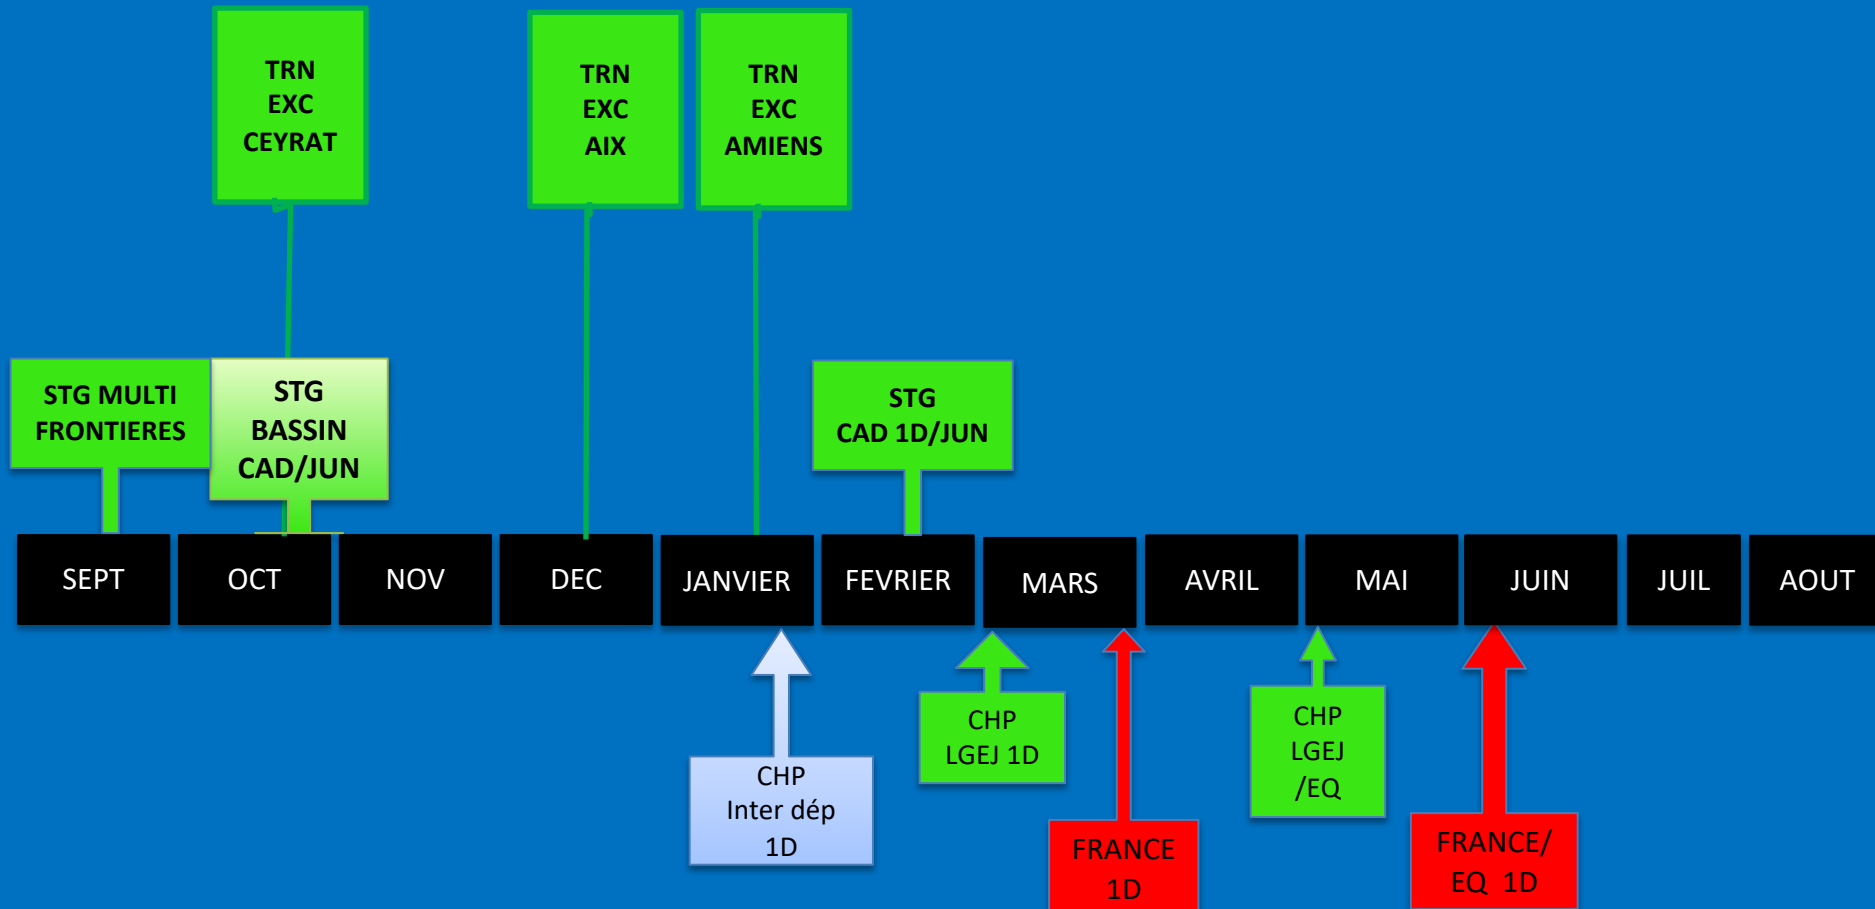 TRN
EXC
CEYRAT
TRN
EXC
AIX
TRN
EXC
AMIENS
STG MULTI
FRONTIERES
STG
BASSIN
CAD/JUN
STG
CAD 1D/JUN
SEPT
OCT
NOV
DEC
JANVIER
FEVRIER
MARS
AVRIL
MAI
JUIN
JUIL
AOUT
CHP
Inter dép
1D
CHP
LGEJ 1D
FRANCE
1D
CHP
LGEJ
/EQ
FRANCE/
EQ 1D